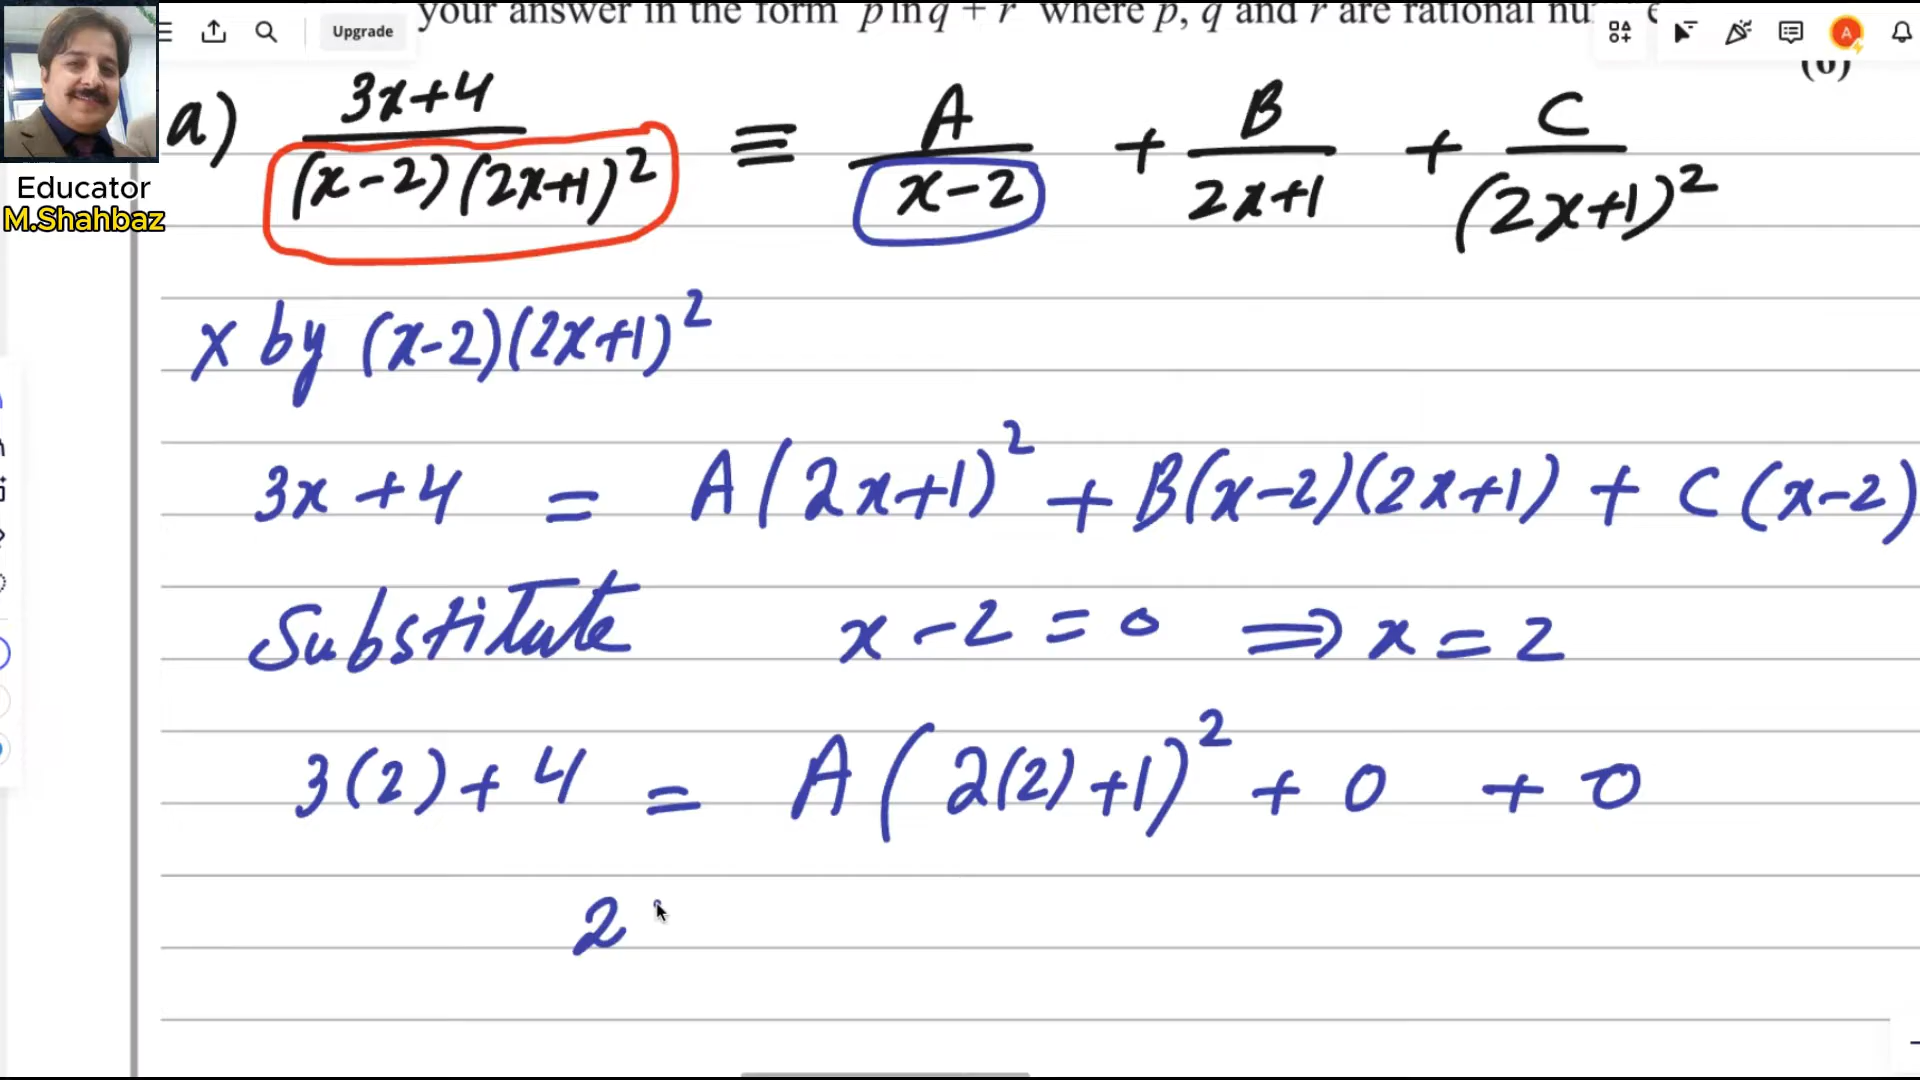 your answer in the form p ln q + r where p, q and r are rational nu
Upgrade
A
(6)
Educator
M.Shahbaz
a) 3x+4 / (x-2)(2x+1)² ≡ A / x-2 + B / 2x+1 + C / (2x+1)²
x by (x-2)(2x+1)²
3x+4 = A(2x+1)² + B(x-2)(2x+1) + C(x-2)
Substitute x-2=0 ⇒ x=2
3(2)+4 = A(2(2)+1)² + 0 + 0
2